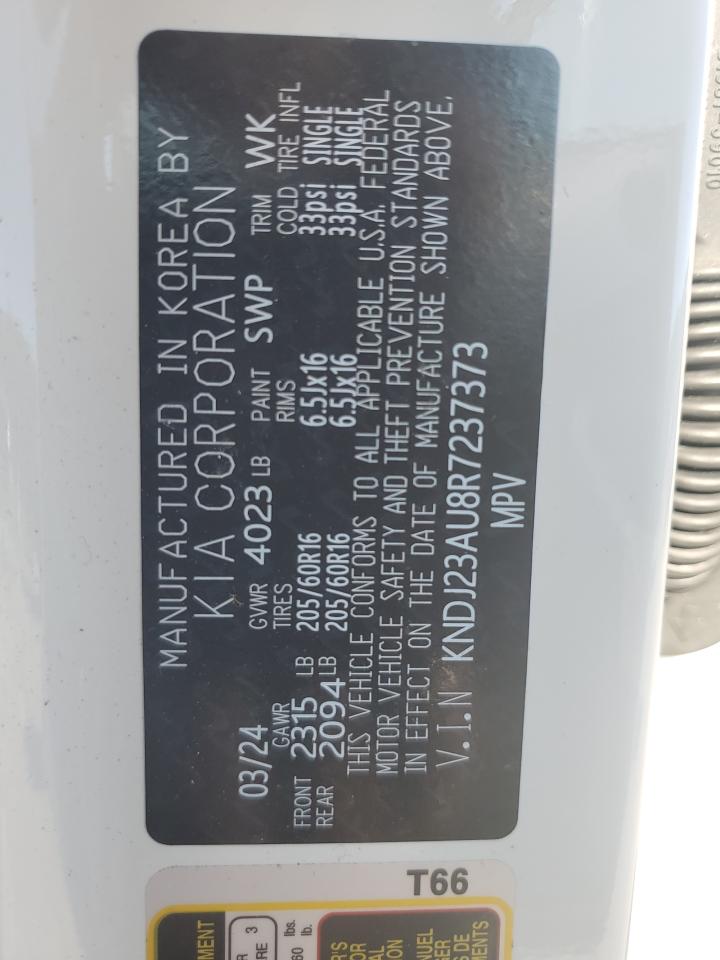 MANUFACTURED IN KOREA BY
KIA CORPORATION
03/24 GVWR 4023 LB PAINT SWP TRIM WK
GAWR TIRES RIMS COLD TIRE INFL
FRONT 2315 LB 205/60R16 6.5Jx16 33psi SINGLE
REAR 2094 LB 205/60R16 6.5Jx16 33psi SINGLE
THIS VEHICLE CONFORMS TO ALL APPLICABLE U.S.A. FEDERAL
MOTOR VEHICLE SAFETY AND THEFT PREVENTION STANDARDS
IN EFFECT ON THE DATE OF MANUFACTURE SHOWN ABOVE.
V.I.N KNDJ23AU8R7237373
MPV
T66
3
lbs.
lb.